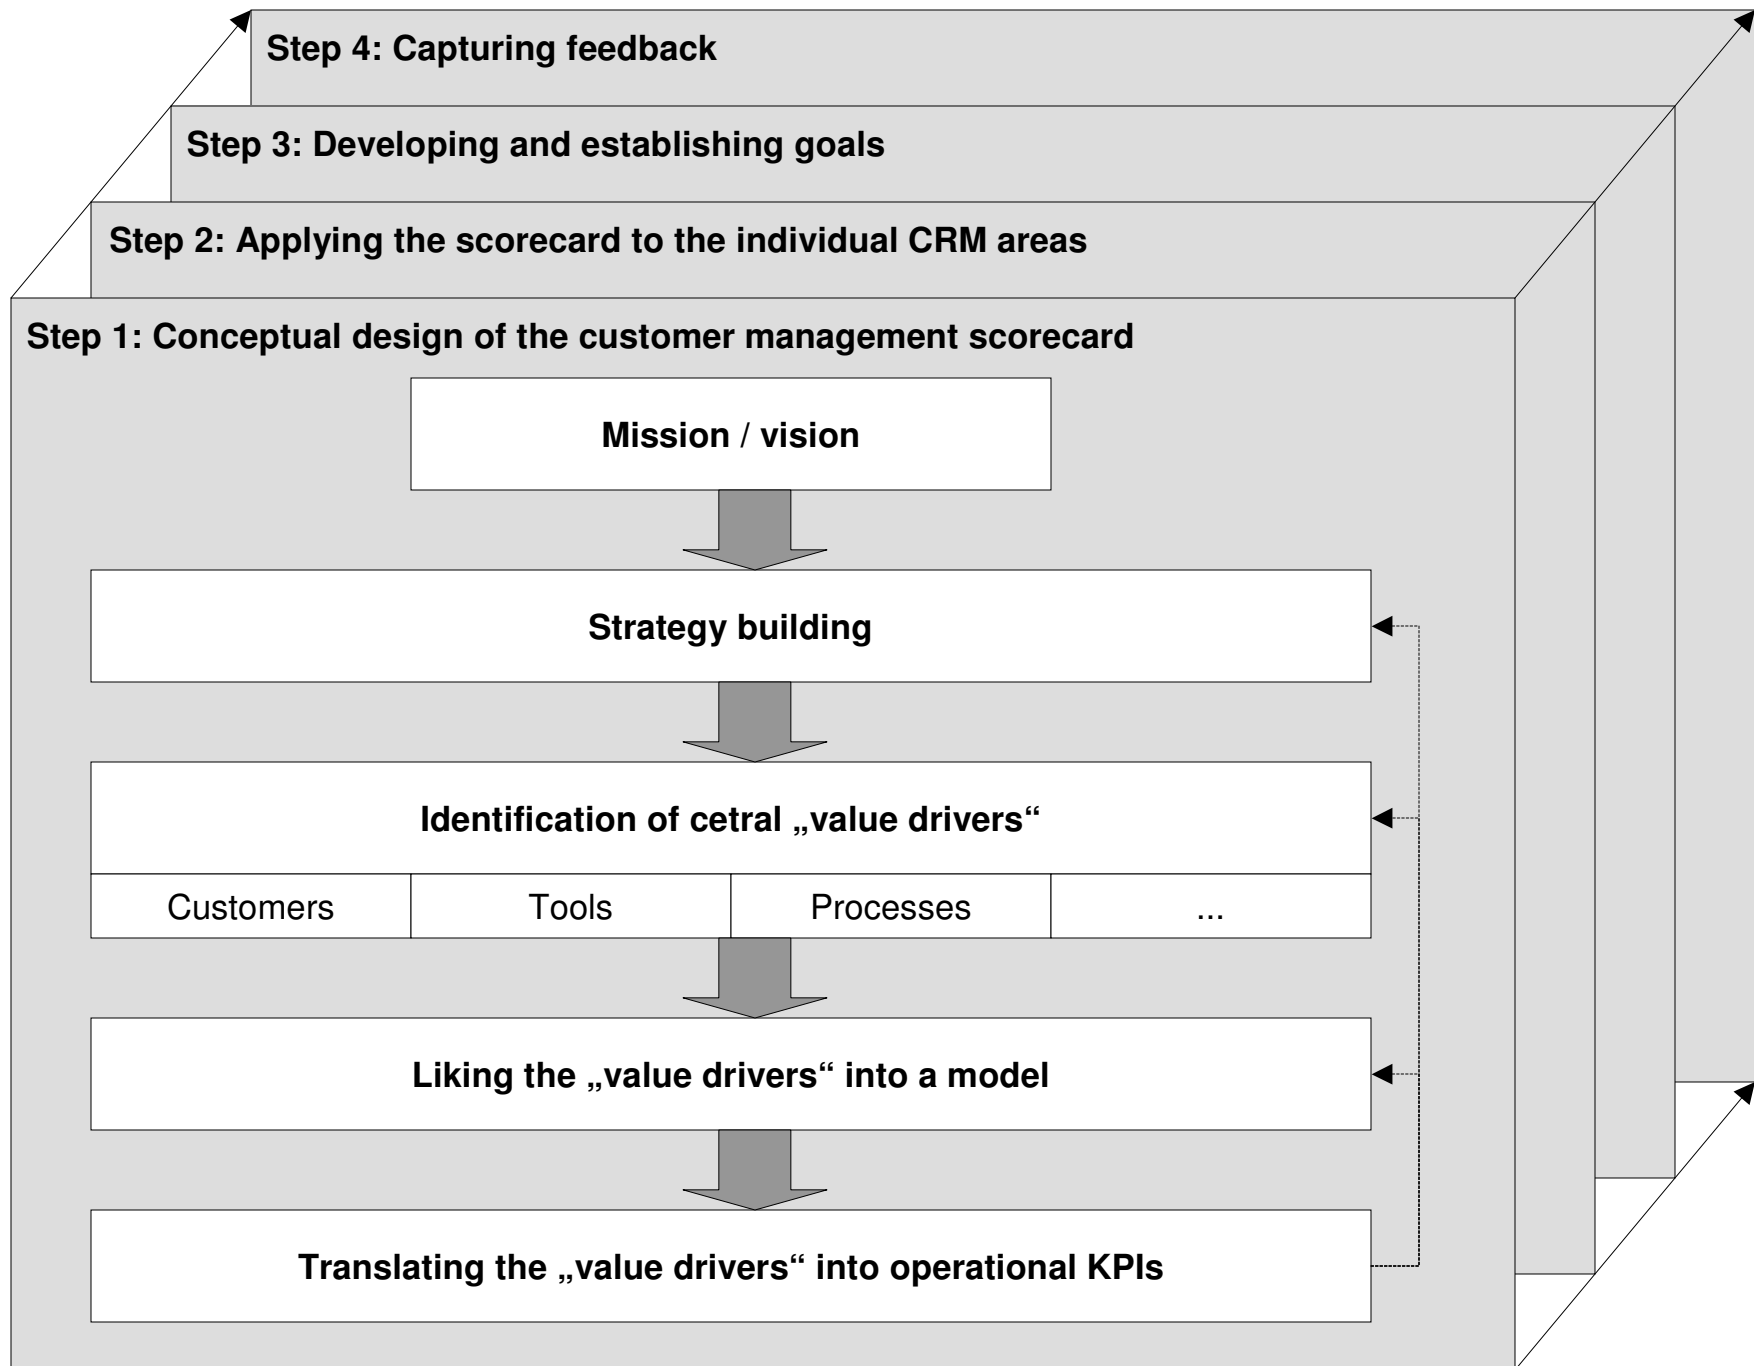 Step 4: Capturing feedback
Step 3: Developing and establishing goals
Step 2: Applying the scorecard to the individual CRM areas
Step 1: Conceptual design of the customer management scorecard
Mission / vision
Strategy building
Identification of cetral „value drivers“
Customers Tools Processes ...
Liking the „value drivers“ into a model
Translating the „value drivers“ into operational KPIs